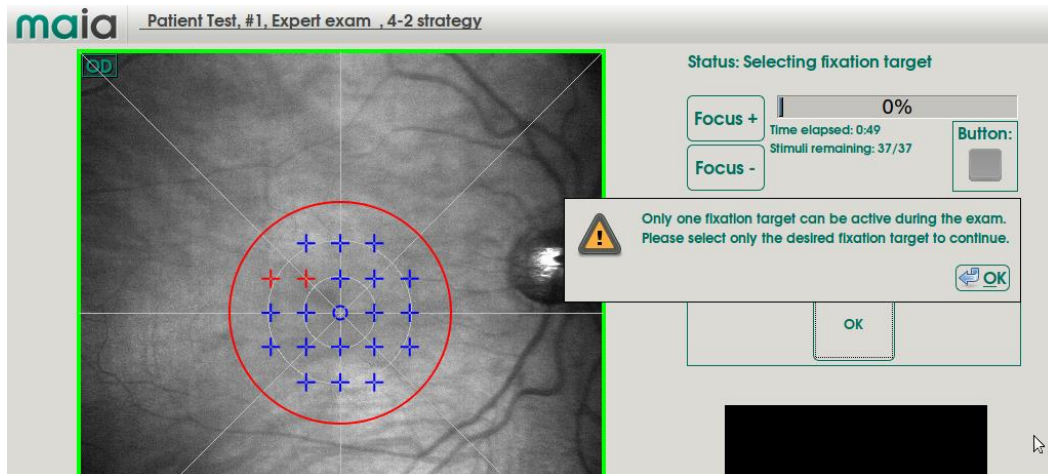 maia
Patient Test, #1, Expert exam , 4-2 strategy
OD
Status: Selecting fixation target
Focus +
0%
Time elapsed: 0:49
Stimuli remaining: 37/37
Button:
Focus -
Only one fixation target can be active during the exam.
Please select only the desired fixation target to continue.
OK
OK